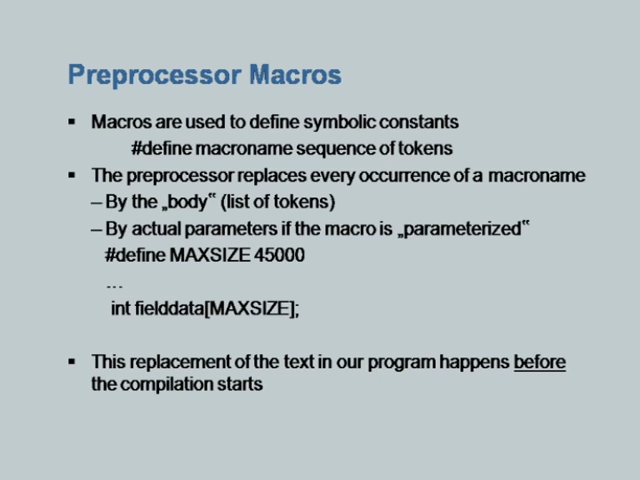 Preprocessor Macros
▪ Macros are used to define symbolic constants
#define macroname sequence of tokens
▪ The preprocessor replaces every occurrence of a macroname
– By the „body‟ (list of tokens)
– By actual parameters if the macro is „parameterized‟
#define MAXSIZE 45000
...
int fielddata[MAXSIZE];
▪ This replacement of the text in our program happens before
the compilation starts